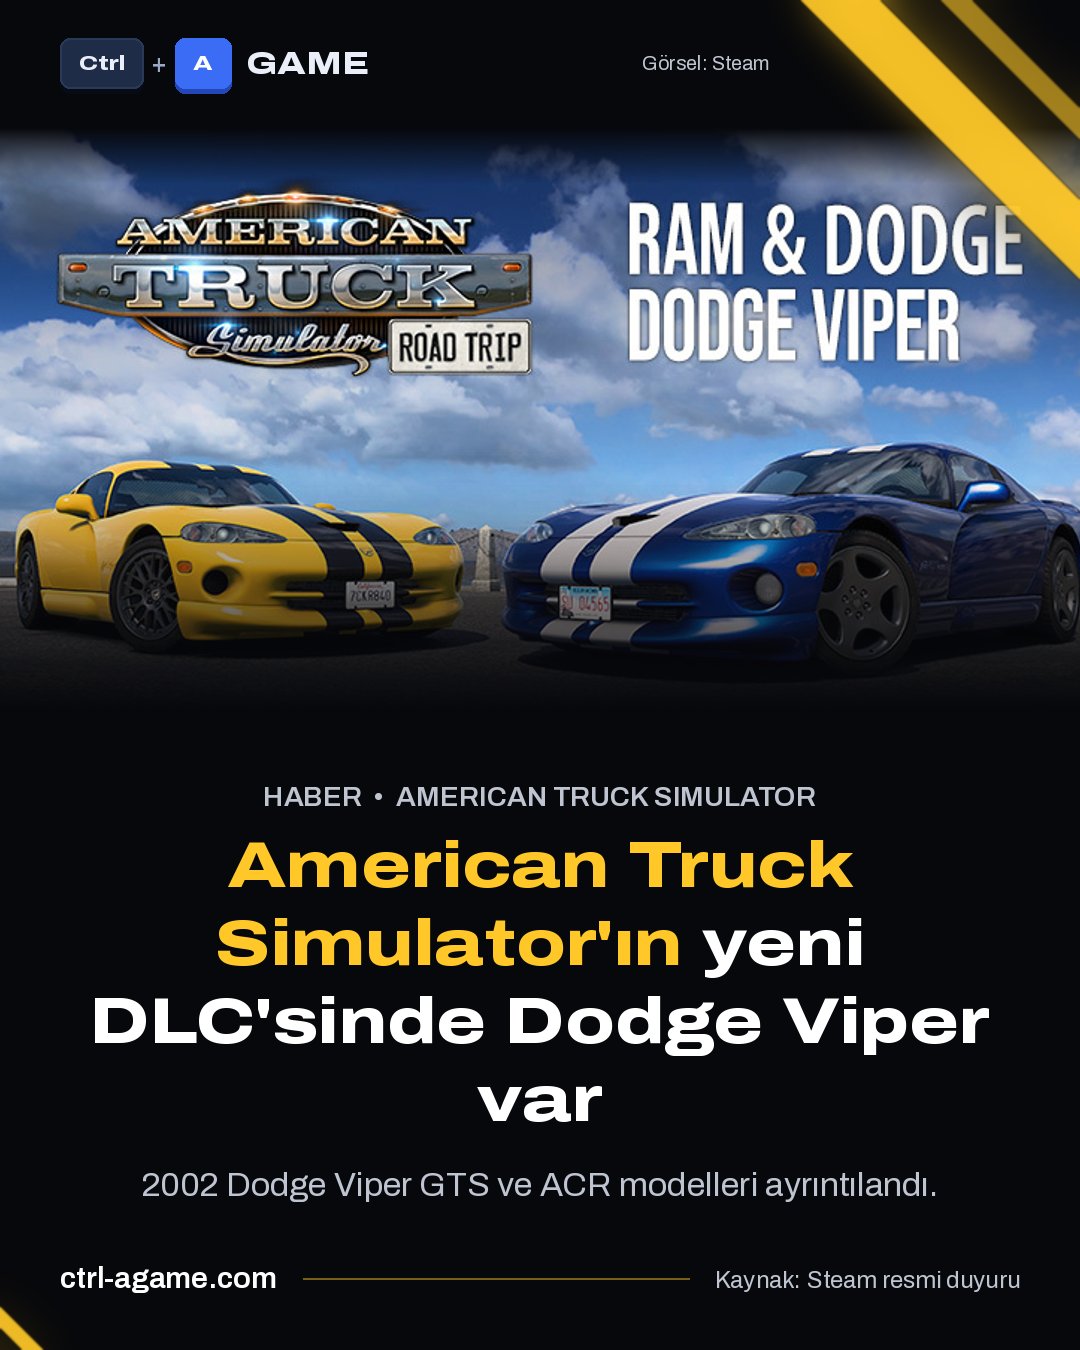 Ctrl + A GAME
Görsel: Steam
AMERICAN
TRUCK
Simulator
ROAD TRIP
RAM & DODGE
DODGE VIPER
7CKR840
HABER • AMERICAN TRUCK SIMULATOR
American Truck
Simulator'ın yeni
DLC'sinde Dodge Viper
var
2002 Dodge Viper GTS ve ACR modelleri ayrıntılandı.
ctrl-agame.com
Kaynak: Steam resmi duyuru